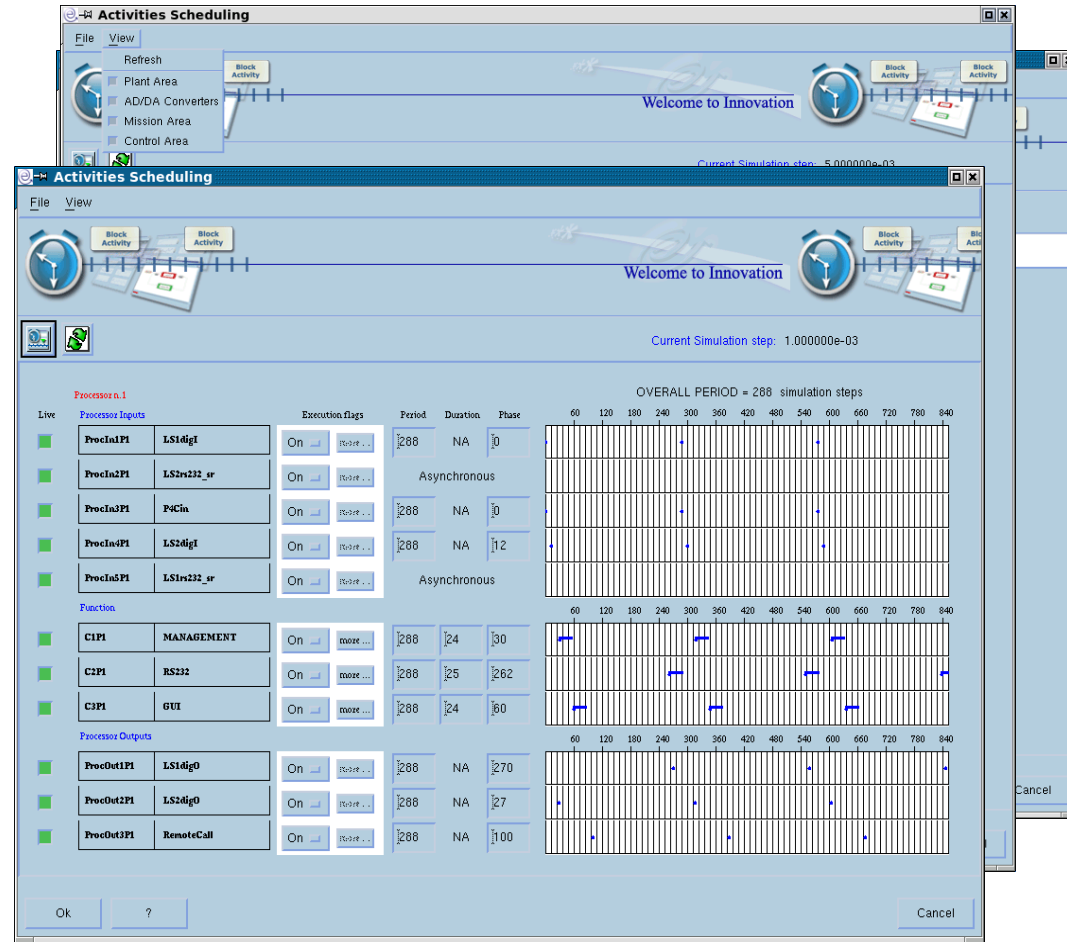 Activities Scheduling
File View
Refresh
Plant Area
AD/DA Converters
Mission Area
Control Area
Block Activity
Block Activity
Block Activity
Welcome to Innovation
Current Simulation step: 5.000000e-03
Activities Scheduling
File View
Block Activity
Block Activity
Block Activity
Welcome to Innovation
Current Simulation step: 1.000000e-03
OVERALL PERIOD = 288 simulation steps
Processor n.1
Live Processor Inputs Execution flags Period Duration Phase 60 120 180 240 300 360 420 480 540 600 660 720 780 840
ProcIn1P1 LS1digI On 288 NA 0
ProcIn2P1 LS2rs232_sr On Asynchronous
ProcIn3P1 P4Cin On 288 NA 0
ProcIn4P1 LS2digI On 288 NA 12
ProcIn5P1 LS1rs232_sr On Asynchronous
Function 60 120 180 240 300 360 420 480 540 600 660 720 780 840
C1P1 MANAGEMENT On more ... 288 24 30
C2P1 RS232 On more ... 288 25 262
C3P1 GUI On more ... 288 24 60
Processor Outputs 60 120 180 240 300 360 420 480 540 600 660 720 780 840
ProcOut1P1 LS1digO On 288 NA 270
ProcOut2P1 LS2digO On 288 NA 27
ProcOut3P1 RemoteCall On 288 NA 100
Ok ? Cancel
Cancel